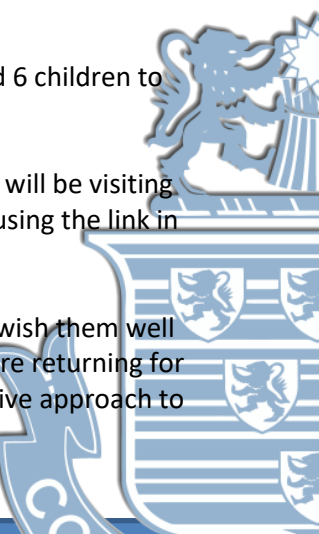 d 6 children to
will be visiting
using the link in
wish them well
re returning for
ive approach to
CO